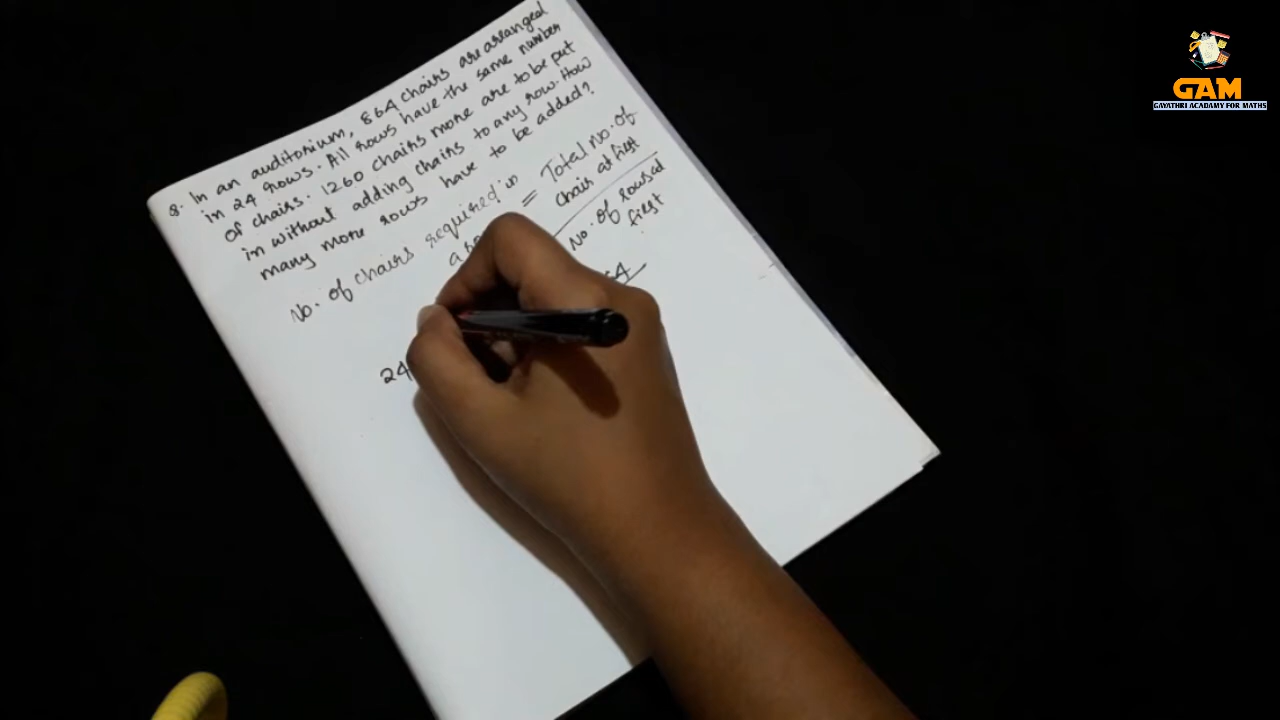 8. In an auditorium, 864 chairs are arranged
in 24 rows. All rows have the same number
of chairs. 1260 chairs more are to be put
in without adding chairs to any row. How
many more rows have to be added?
No. of chairs required in
a
= Total No. of
chair at first
No. of rows at
first
24
GAM
GAYATHRI ACADAMY FOR MATHS